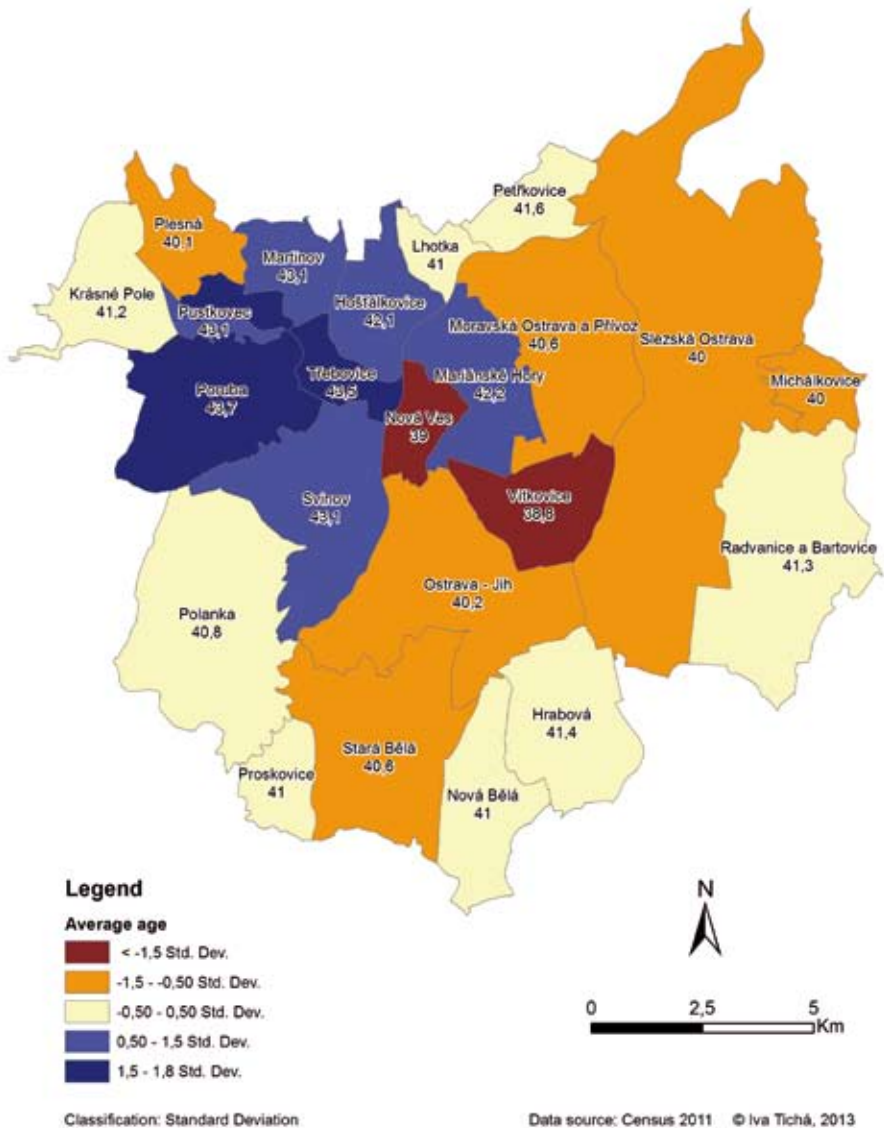 Petřkovice
41,6
Plesná
40,1
Lhotka
41
Martinov
43,1
Krásné Pole
41,2
Hošťálkovice
42,1
Pustkovec
43,1
Moravská Ostrava a Přívoz
40,6
Slezská Ostrava
40
Třebovice
43,5
Mariánské Hory
42,2
Michálkovice
40
Poruba
43,7
Nová Ves
39
Svinov
43,1
Vítkovice
38,8
Radvanice a Bartovice
41,3
Ostrava - Jih
40,2
Polanka
40,8
Hrabová
41,4
Stará Bělá
40,6
Proskovice
41
Nová Bělá
41
Legend
Average age
< -1,5 Std. Dev.
-1,5 - -0,50 Std. Dev.
-0,50 - 0,50 Std. Dev.
0,50 - 1,5 Std. Dev.
1,5 - 1,8 Std. Dev.
N
0 2,5 5
Km
Classification: Standard Deviation
Data source: Census 2011 © Iva Tichá, 2013